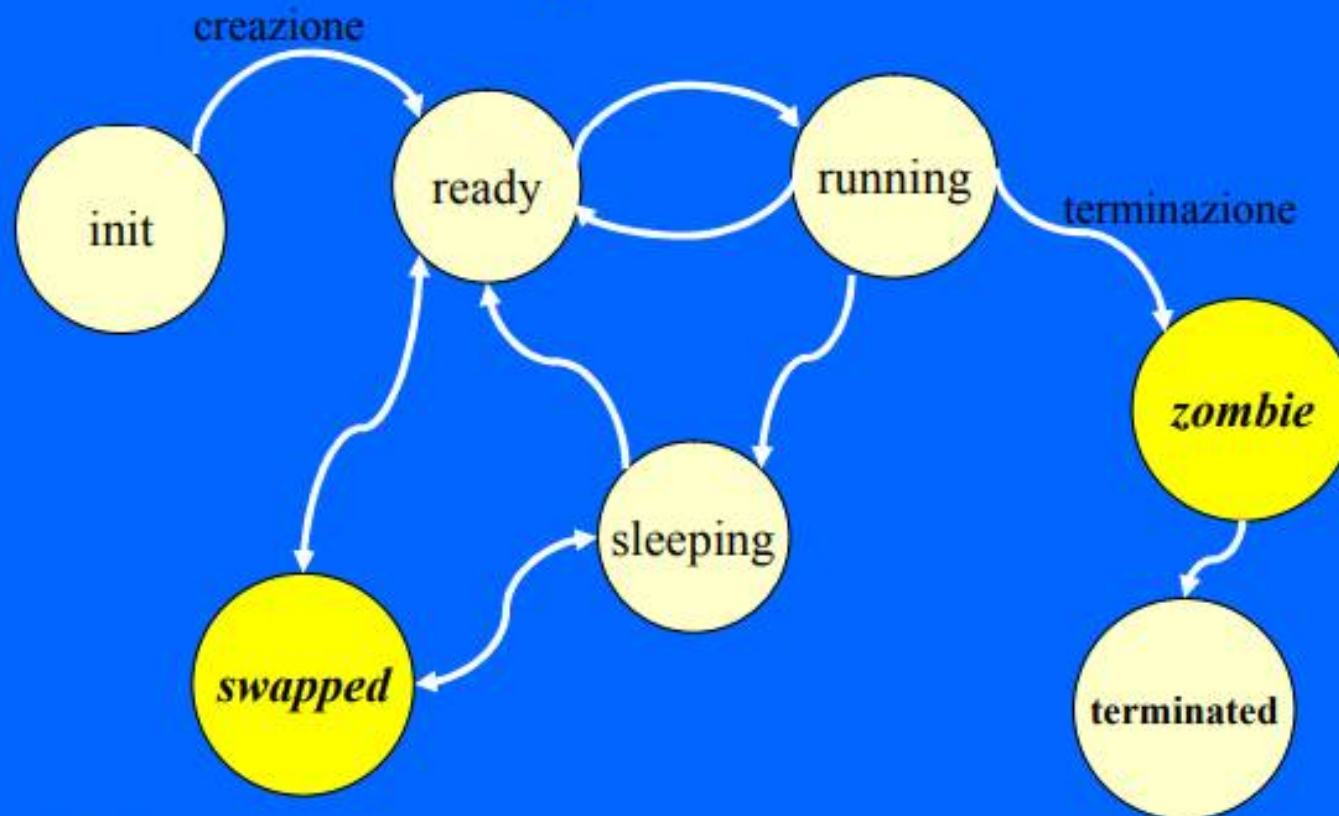 creazione
init
ready
running
terminazione
zombie
sleeping
swapped
terminated